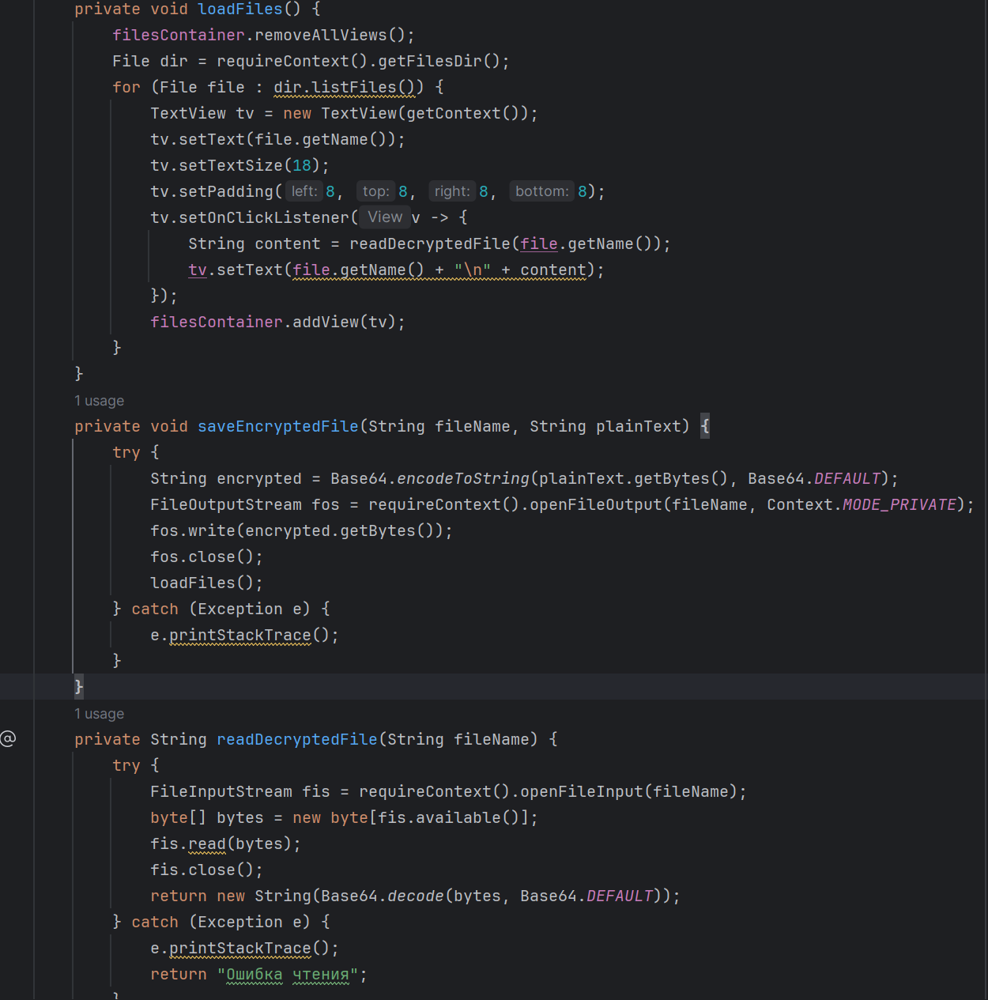 private void loadFiles() {
filesContainer.removeAllViews();
File dir = requireContext().getFilesDir();
for (File file : dir.listFiles()) {
TextView tv = new TextView(getContext());
tv.setText(file.getName());
tv.setTextSize(18);
tv.setPadding( left: 8, top: 8, right: 8, bottom: 8);
tv.setOnClickListener( View v -> {
String content = readDecryptedFile(file.getName());
tv.setText(file.getName() + "\n" + content);
});
filesContainer.addView(tv);
}
}
1 usage
private void saveEncryptedFile(String fileName, String plainText) {
try {
String encrypted = Base64.encodeToString(plainText.getBytes(), Base64.DEFAULT);
FileOutputStream fos = requireContext().openFileOutput(fileName, Context.MODE_PRIVATE);
fos.write(encrypted.getBytes());
fos.close();
loadFiles();
} catch (Exception e) {
e.printStackTrace();
}
}
1 usage
@ private String readDecryptedFile(String fileName) {
try {
FileInputStream fis = requireContext().openFileInput(fileName);
byte[] bytes = new byte[fis.available()];
fis.read(bytes);
fis.close();
return new String(Base64.decode(bytes, Base64.DEFAULT));
} catch (Exception e) {
e.printStackTrace();
return "Ошибка чтения";
}